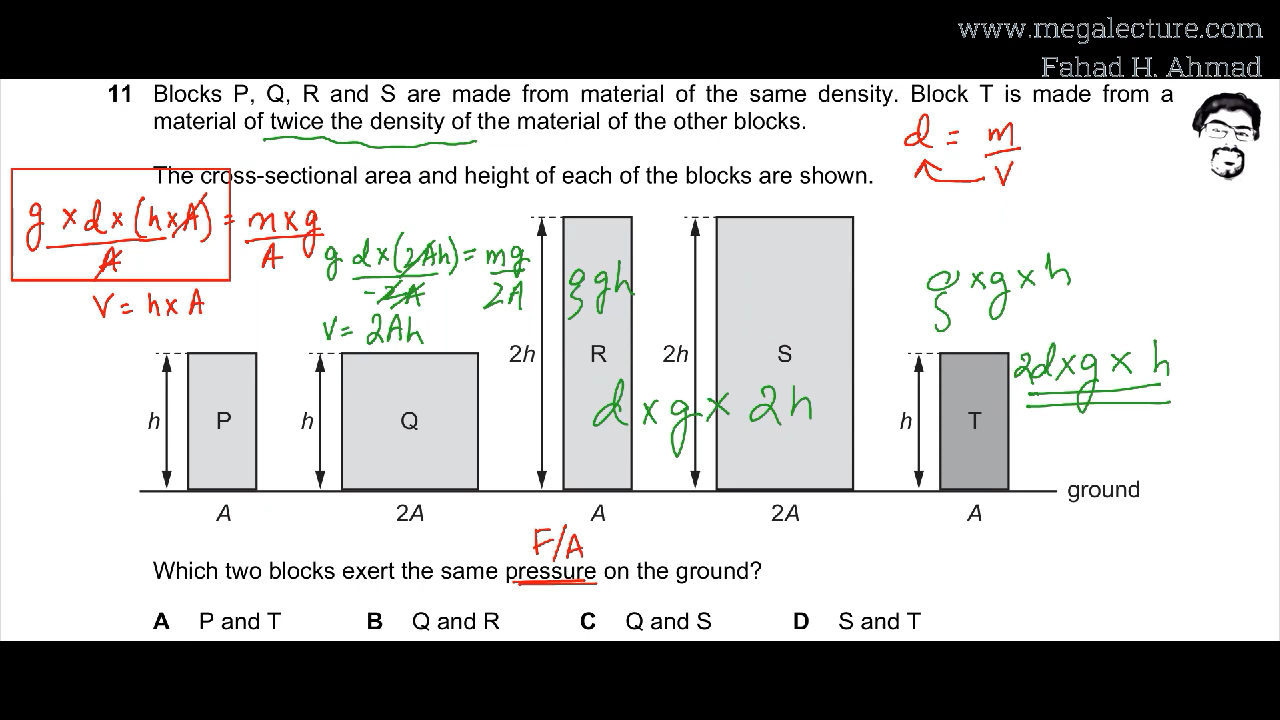 www.megalecture.com
Fahad H. Ahmad
11 Blocks P, Q, R and S are made from material of the same density. Block T is made from a
material of twice the density of the material of the other blocks.
d = m / V
The cross-sectional area and height of each of the blocks are shown.
g × d × (h × A) / A = m × g / A
V = h × A
g d × (2Ah) / 2A = mg / 2A
V = 2Ah
ρgh
ρ × g × h
2d × g × h
d × g × 2h
h P
h Q
2h R
2h S
h T
ground
A 2A A 2A A
F/A
Which two blocks exert the same pressure on the ground?
A P and T B Q and R C Q and S D S and T